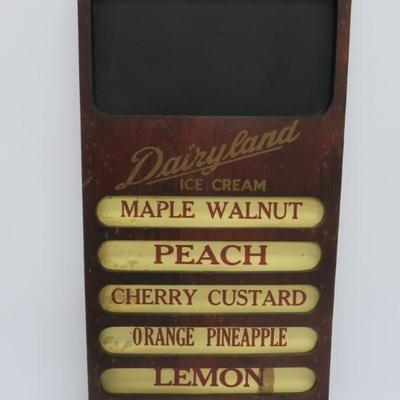 Dairyland
ICE CREAM
MAPLE WALNUT
PEACH
CHERRY CUSTARD
ORANGE PINEAPPLE
LEMON